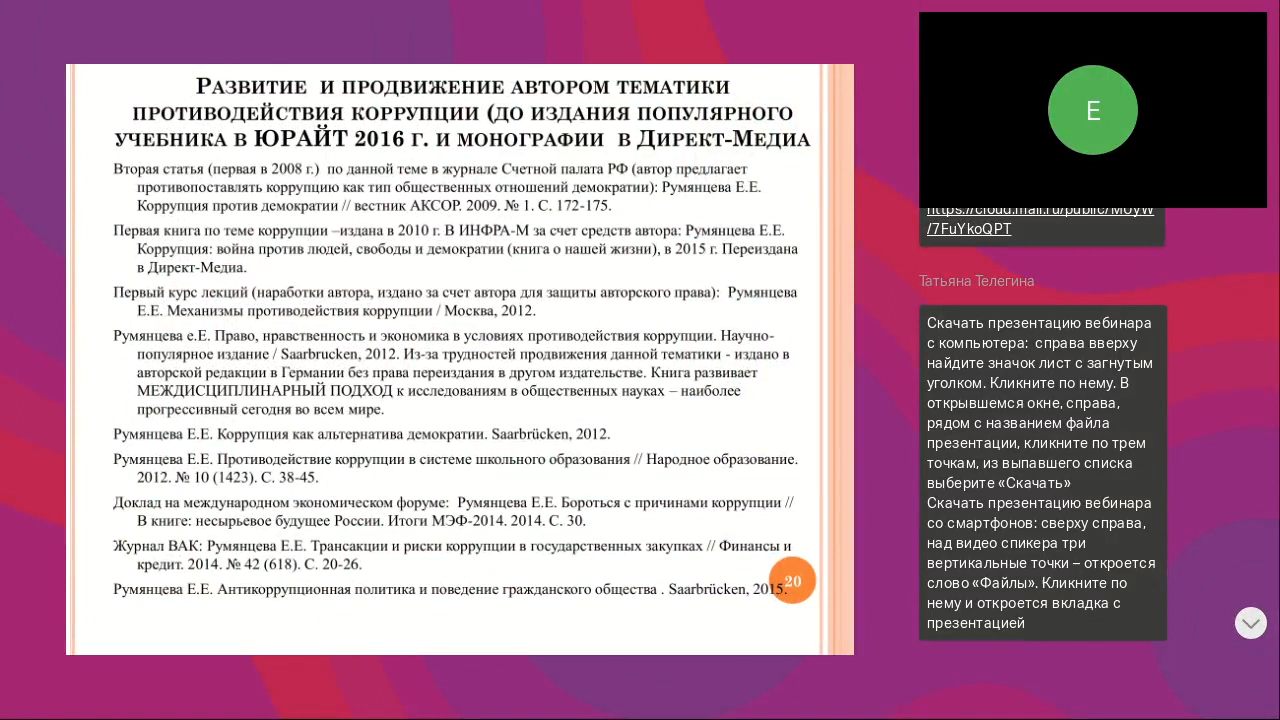 Развитие и продвижение автором тематики
противодействия коррупции (до издания популярного
учебника в ЮРАЙТ 2016 г. и монографии в Директ-Медиа
Вторая статья (первая в 2008 г.) по данной теме в журнале Счетной палата РФ (автор предлагает
противопоставлять коррупцию как тип общественных отношений демократии): Румянцева Е.Е.
Коррупция против демократии // вестник АКСОР. 2009. № 1. С. 172-175.
Первая книга по теме коррупции –издана в 2010 г. В ИНФРА-М за счет средств автора: Румянцева Е.Е.
Коррупция: война против людей, свободы и демократии (книга о нашей жизни), в 2015 г. Переиздана
в Директ-Медиа.
Первый курс лекций (наработки автора, издано за счет автора для защиты авторского права): Румянцева
Е.Е. Механизмы противодействия коррупции / Москва, 2012.
Румянцева е.Е. Право, нравственность и экономика в условиях противодействия коррупции. Научно-
популярное издание / Saarbrucken, 2012. Из-за трудностей продвижения данной тематики - издано в
авторской редакции в Германии без права переиздания в другом издательстве. Книга развивает
МЕЖДИСЦИПЛИНАРНЫЙ ПОДХОД к исследованиям в общественных науках – наиболее
прогрессивный сегодня во всем мире.
Румянцева Е.Е. Коррупция как альтернатива демократии. Saarbrücken, 2012.
Румянцева Е.Е. Противодействие коррупции в системе школьного образования // Народное образование.
2012. № 10 (1423). С. 38-45.
Доклад на международном экономическом форуме: Румянцева Е.Е. Бороться с причинами коррупции //
В книге: несырьевое будущее России. Итоги МЭФ-2014. 2014. С. 30.
Журнал ВАК: Румянцева Е.Е. Трансакции и риски коррупции в государственных закупках // Финансы и
кредит. 2014. № 42 (618). С. 20-26.
Румянцева Е.Е. Антикоррупционная политика и поведение гражданского общества . Saarbrücken, 2015.
20
Е
https://cloud.mail.ru/public/MUyW
/7FuYkoQPT
Татьяна Телегина
Скачать презентацию вебинара
с компьютера: справа вверху
найдите значок лист с загнутым
уголком. Кликните по нему. В
открывшемся окне, справа,
рядом с названием файла
презентации, кликните по трем
точкам, из выпавшего списка
выберите «Скачать»
Скачать презентацию вебинара
со смартфонов: сверху справа,
над видео спикера три
вертикальные точки – откроется
слово «Файлы». Кликните по
нему и откроется вкладка с
презентацией